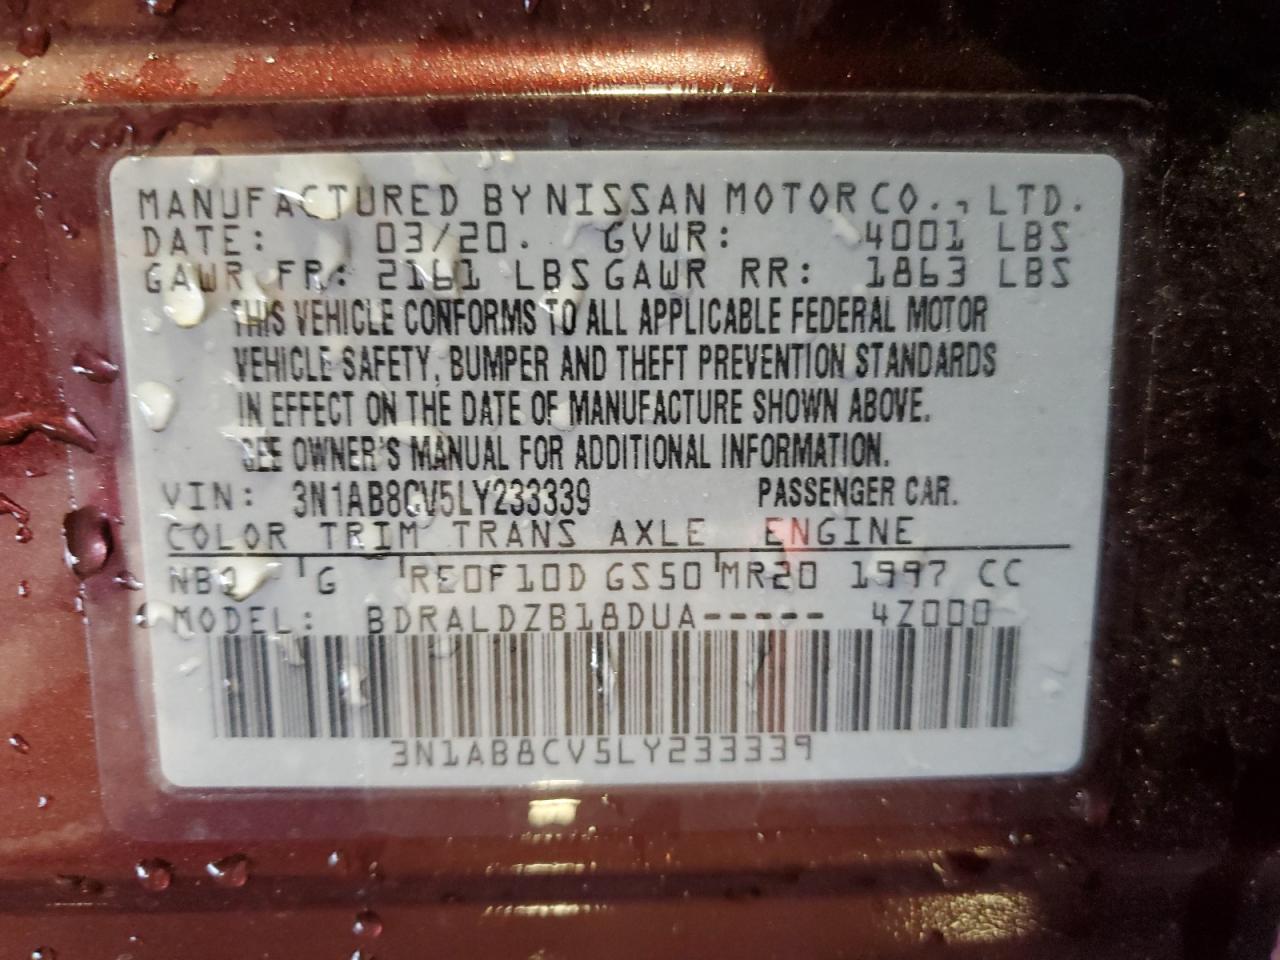 MANUFACTURED BY NISSAN MOTOR CO., LTD.
DATE: 03/20. GVWR: 4001 LBS
GAWR FR: 2161 LBS GAWR RR: 1863 LBS
THIS VEHICLE CONFORMS TO ALL APPLICABLE FEDERAL MOTOR
VEHICLE SAFETY, BUMPER AND THEFT PREVENTION STANDARDS
IN EFFECT ON THE DATE OF MANUFACTURE SHOWN ABOVE.
SEE OWNER'S MANUAL FOR ADDITIONAL INFORMATION.
VIN: 3N1AB8CV5LY233339 PASSENGER CAR.
COLOR TRIM TRANS AXLE ENGINE
G RE0F10D GS50 MR20 1997 CC
MODEL: BDRALDZB18DUA----- 4Z000
3N1AB8CV5LY233339